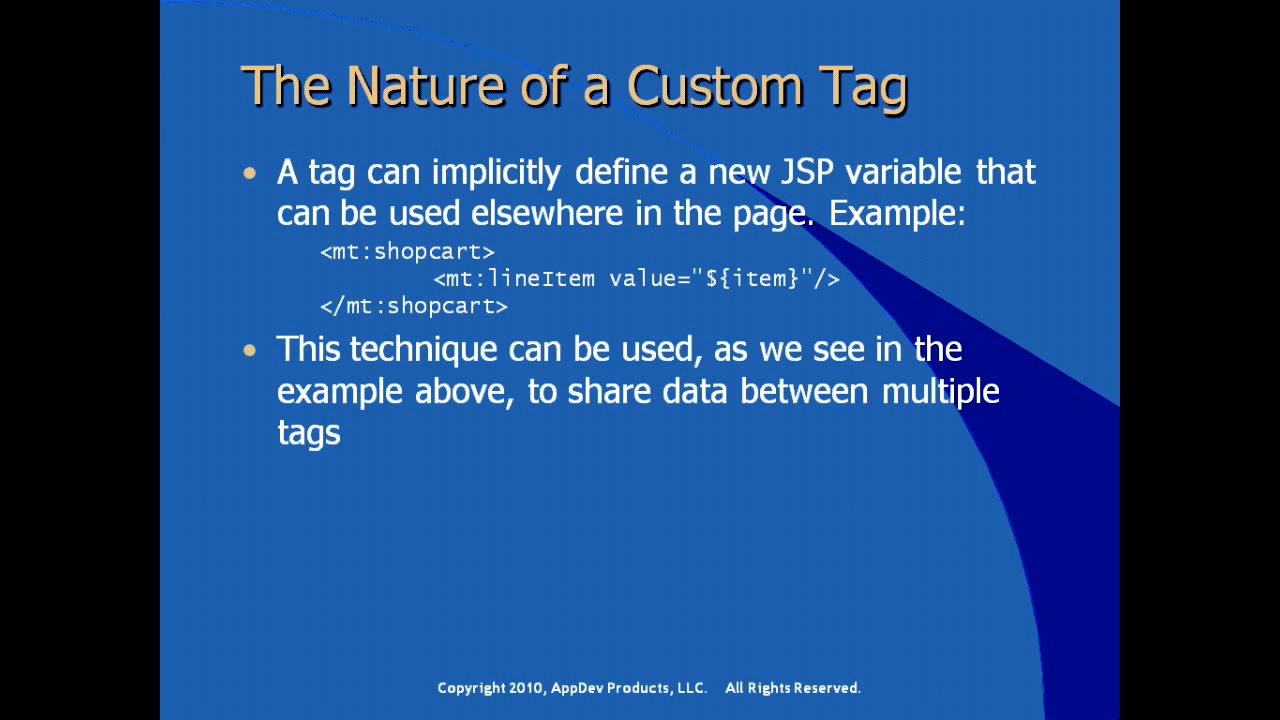 The Nature of a Custom Tag
• A tag can implicitly define a new JSP variable that
can be used elsewhere in the page. Example:
<mt:shopcart>
<mt:lineItem value="${item}"/>
</mt:shopcart>
• This technique can be used, as we see in the
example above, to share data between multiple
tags
Copyright 2010, AppDev Products, LLC. All Rights Reserved.